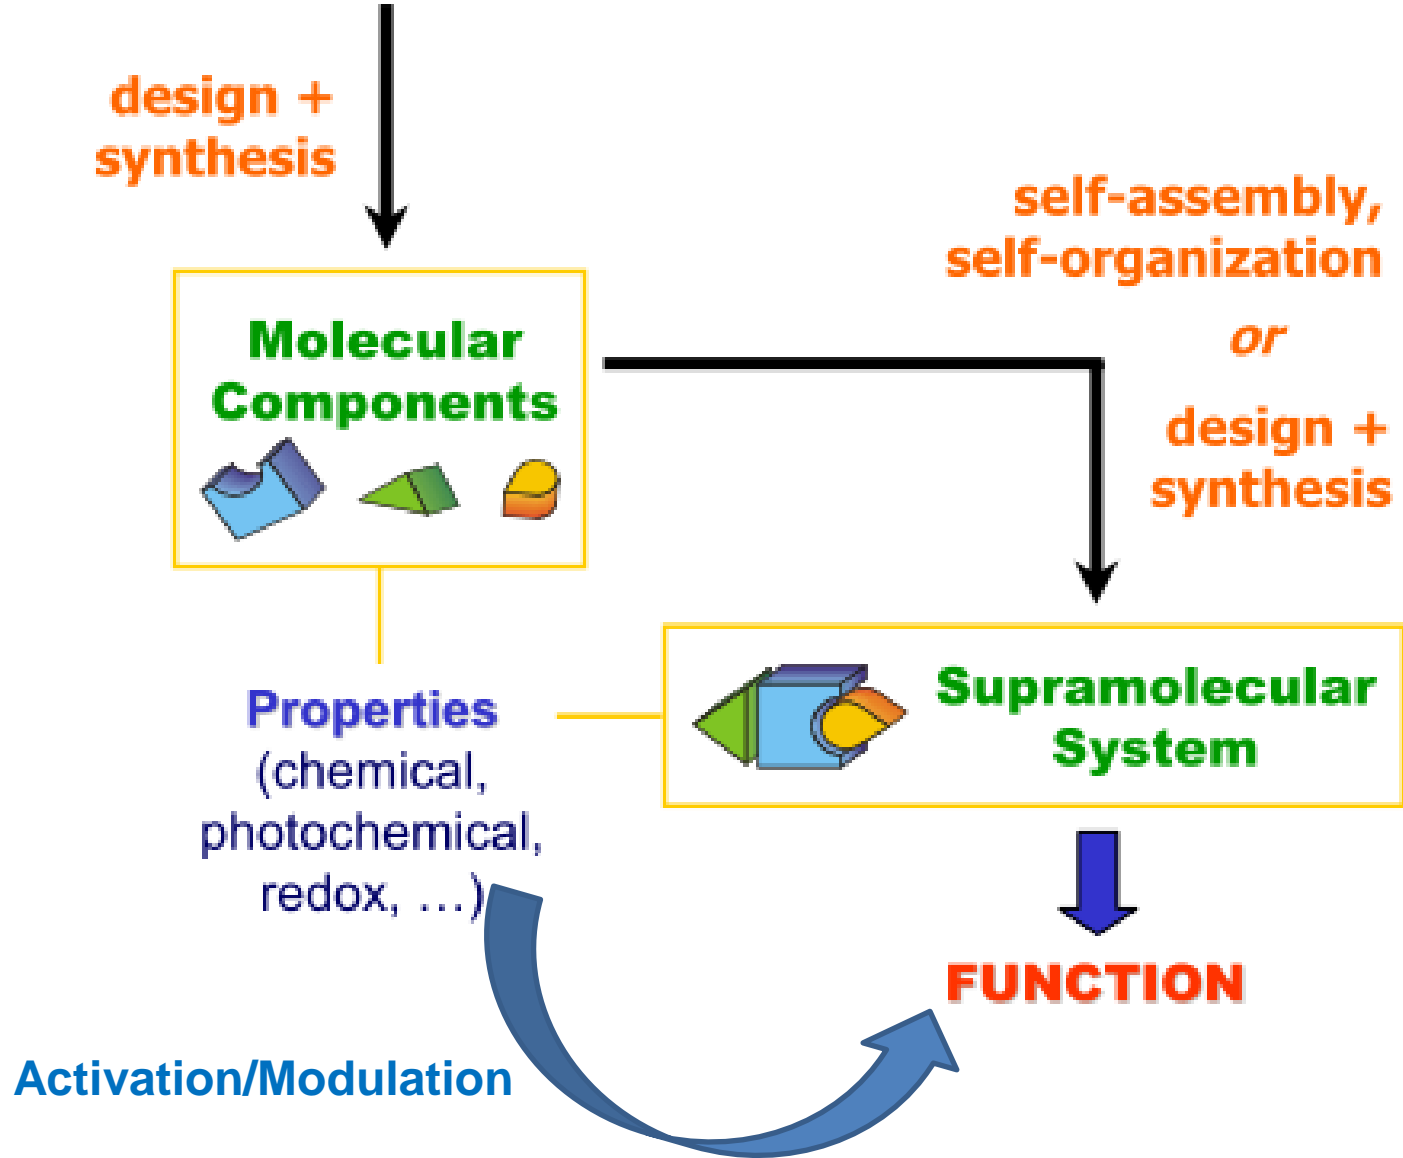 design +
synthesis
self-assembly,
self-organization
or
design +
synthesis
Molecular
Components
Supramolecular
System
Properties
(chemical,
photochemical,
redox, …)
FUNCTION
Activation/Modulation